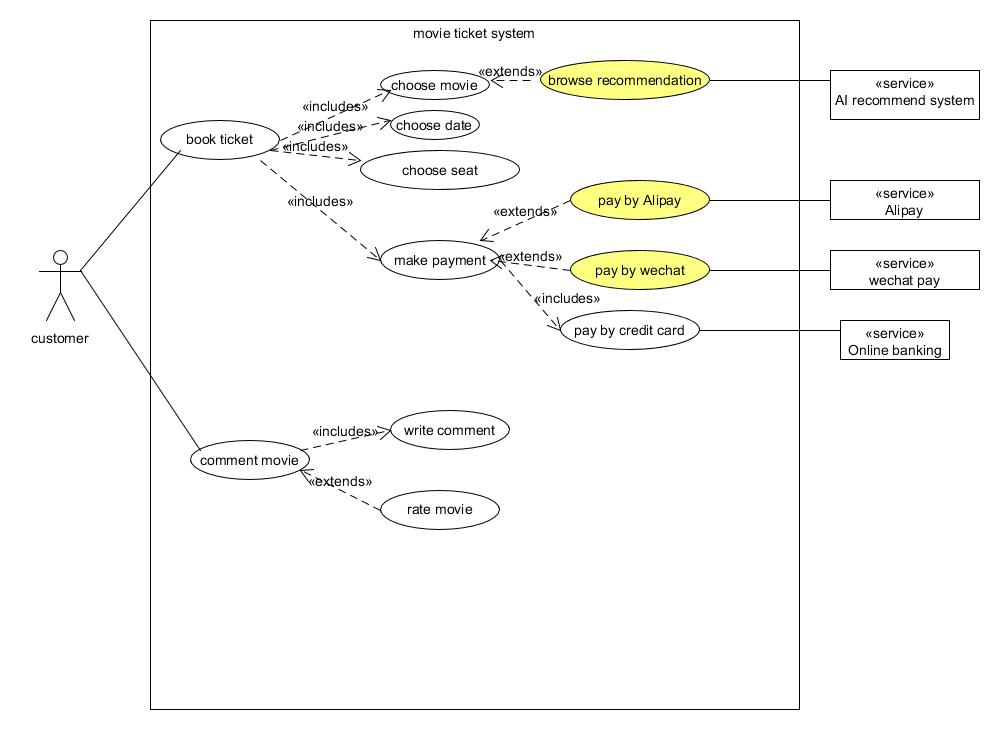 movie ticket system
«extends»
choose movie
browse recommendation
«service»
AI recommend system
«includes»
«includes»
choose date
book ticket
«includes»
choose seat
«includes»
«extends»
pay by Alipay
«service»
Alipay
make payment
«extends»
pay by wechat
«service»
wechat pay
«includes»
pay by credit card
«service»
Online banking
customer
«includes»
write comment
comment movie
«extends»
rate movie